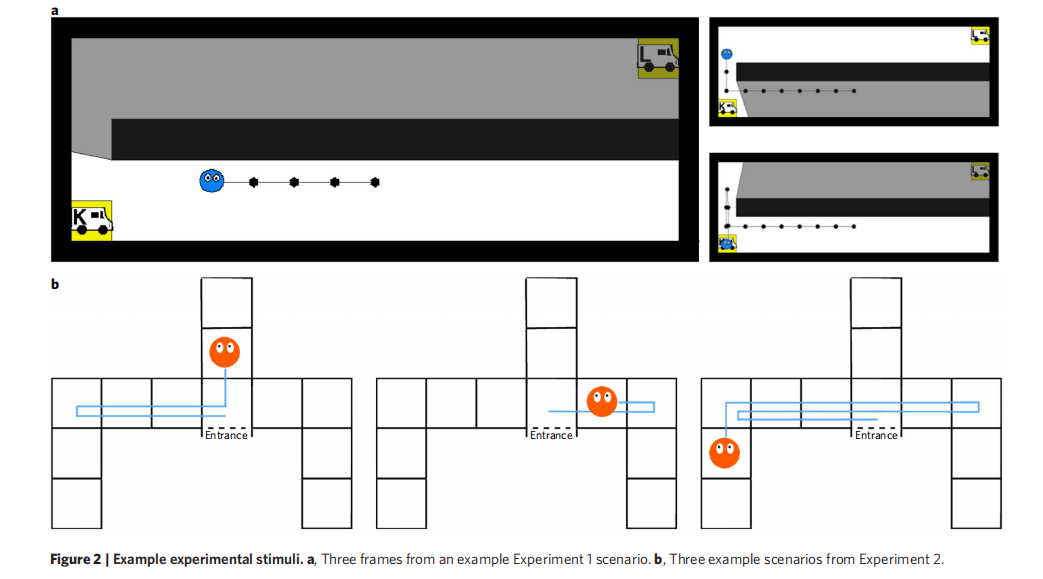 a
L
K
L
K
L
b
Entrance
Entrance
Entrance
Figure 2 | Example experimental stimuli. a, Three frames from an example Experiment 1 scenario. b, Three example scenarios from Experiment 2.